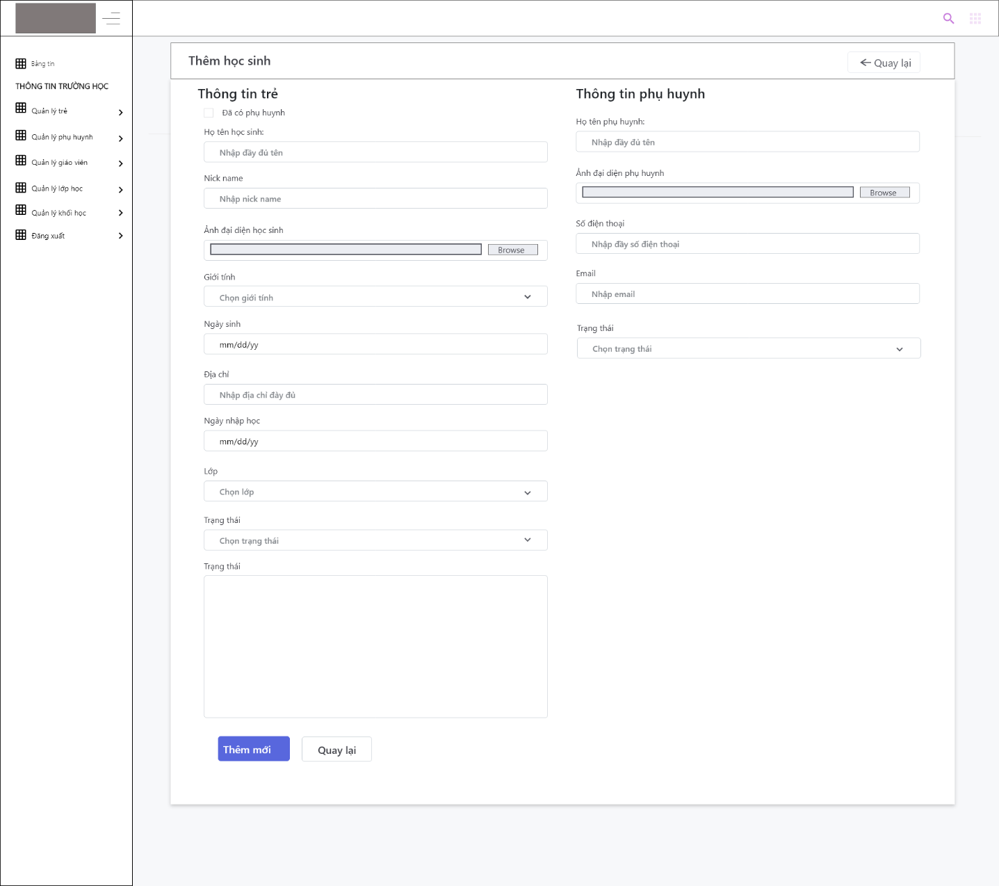 Bảng tin
THÔNG TIN TRƯỜNG HỌC
Quản lý trẻ
Quản lý phụ huynh
Quản lý giáo viên
Quản lý lớp học
Quản lý khối học
Đăng xuất
Thêm học sinh
Quay lại
Thông tin trẻ
Đã có phụ huynh
Họ tên học sinh:
Nhập đầy đủ tên
Nick name
Nhập nick name
Ảnh đại diện học sinh
Browse
Giới tính
Chọn giới tính
Ngày sinh
mm/dd/yy
Địa chỉ
Nhập địa chỉ đày đủ
Ngày nhập học
mm/dd/yy
Lớp
Chọn lớp
Trạng thái
Chọn trạng thái
Trạng thái
Thêm mới
Quay lại
Thông tin phụ huynh
Họ tên phụ huynh:
Nhập đầy đủ tên
Ảnh đại diện phụ huynh
Browse
Số điện thoại
Nhập đầy số điện thoại
Email
Nhập email
Trạng thái
Chọn trạng thái